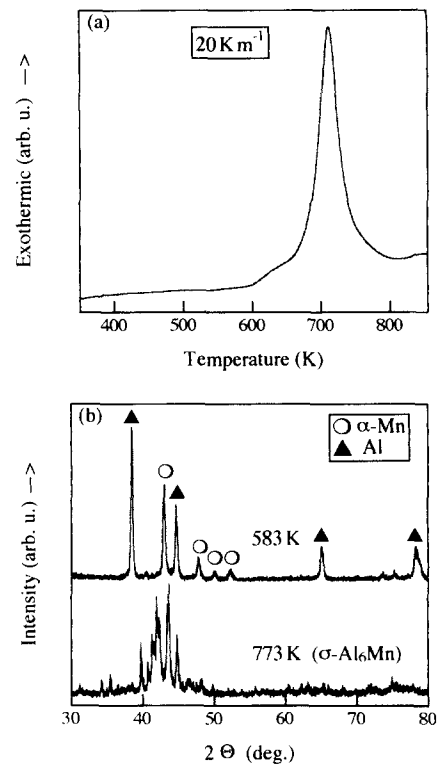 (a)
20 K m⁻¹
Exothermic (arb. u.) —>
400 500 600 700 800
Temperature (K)
(b)
α-Mn
Al
583 K
773 K (σ-Al₆Mn)
Intensity (arb. u.) —>
30 40 50 60 70 80
2 Θ (deg.)